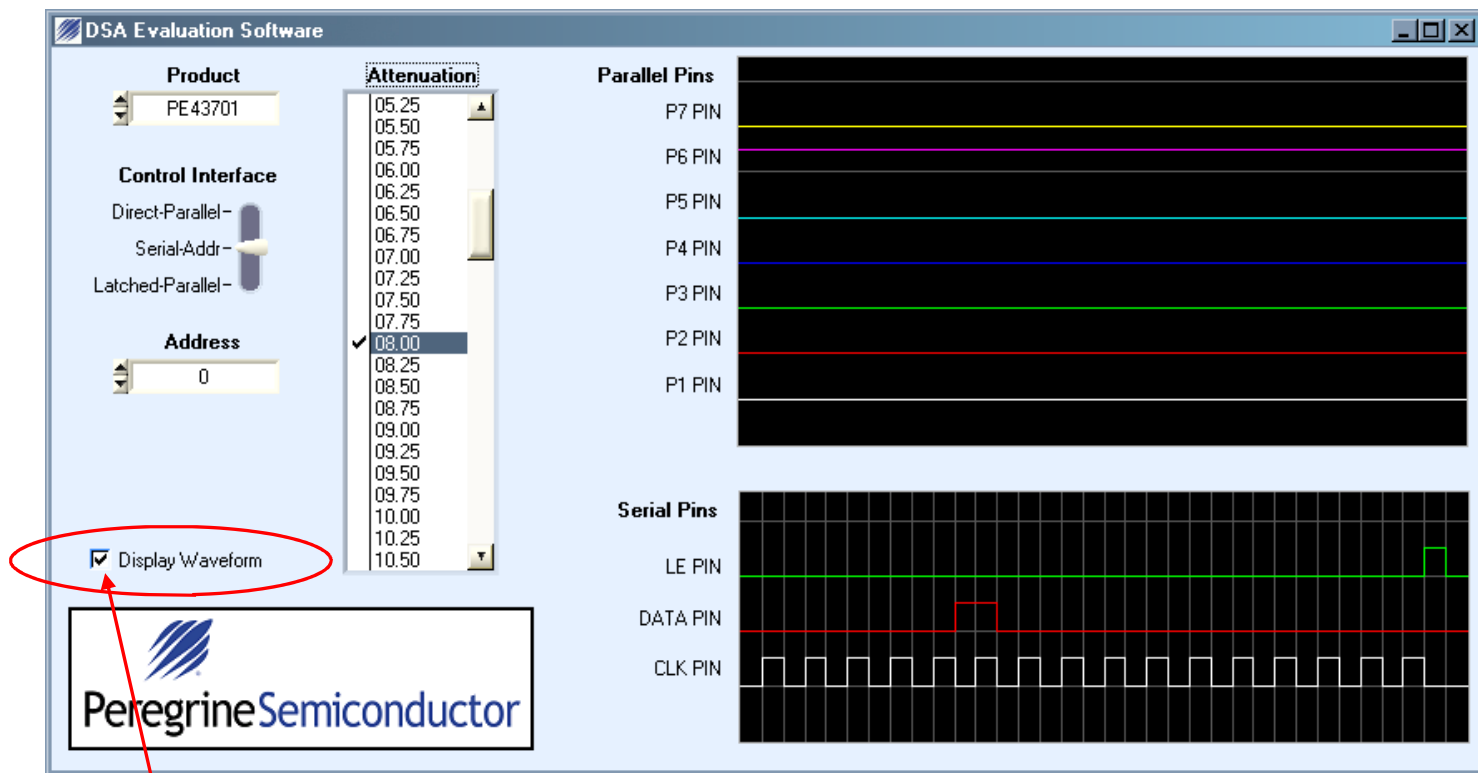 DSA Evaluation Software
Product
PE43701
Control Interface
Direct-Parallel
Serial-Addr
Latched-Parallel
Address
0
Display Waveform
Attenuation
05.25
05.50
05.75
06.00
06.25
06.50
06.75
07.00
07.25
07.50
07.75
08.00
08.25
08.50
08.75
09.00
09.25
09.50
09.75
10.00
10.25
10.50
Parallel Pins
P7 PIN
P6 PIN
P5 PIN
P4 PIN
P3 PIN
P2 PIN
P1 PIN
Serial Pins
LE PIN
DATA PIN
CLK PIN
Peregrine Semiconductor